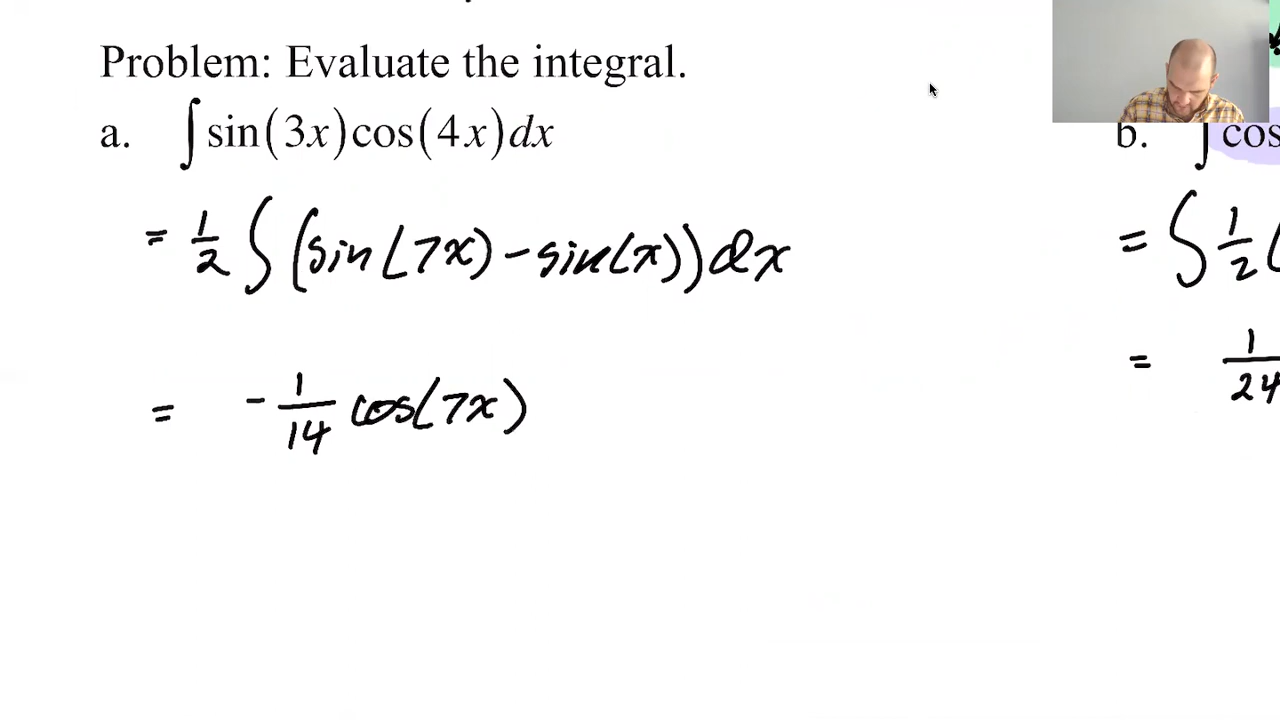 Problem: Evaluate the integral.
a. ∫ sin(3x)cos(4x)dx
b. ∫ cos
= 1/2 ∫ (sin(7x) - sin(x)) dx
= ∫ 1/2 (
= - 1/14 cos(7x)
= 1/24